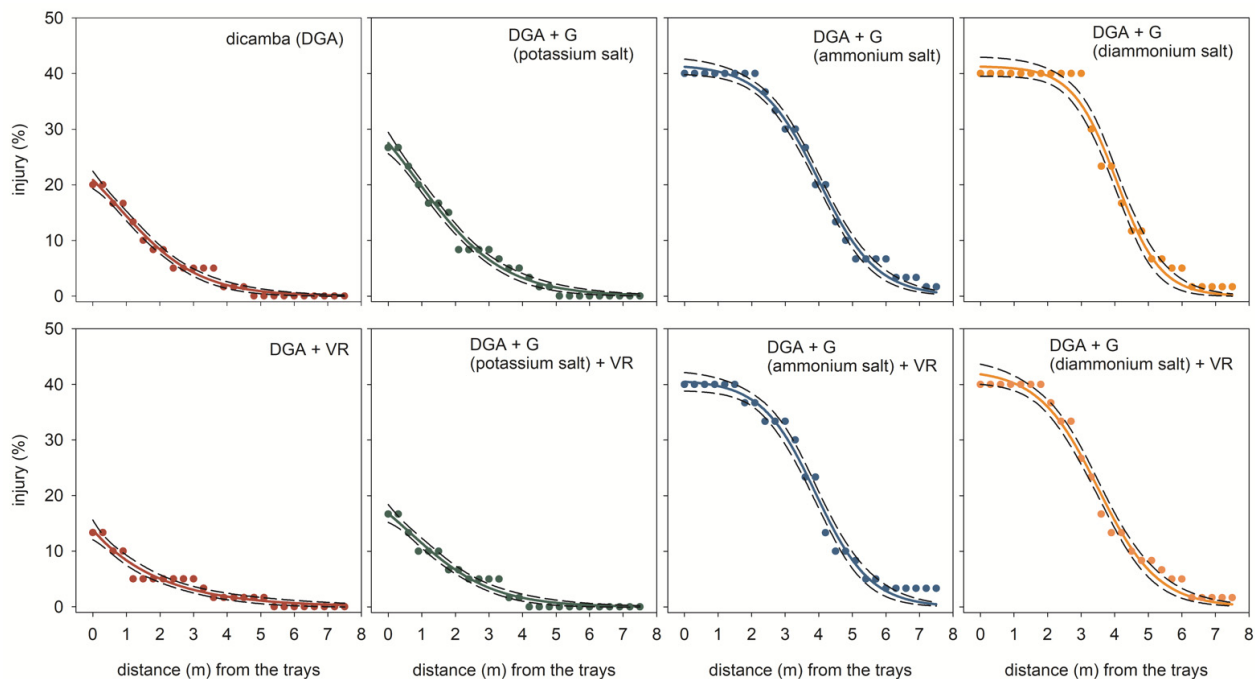 50
40
30
20
10
0
injury (%)
dicamba (DGA)
DGA + G
(potassium salt)
DGA + G
(ammonium salt)
DGA + G
(diammonium salt)
50
40
30
20
10
0
injury (%)
DGA + VR
DGA + G
(potassium salt) + VR
DGA + G
(ammonium salt) + VR
DGA + G
(diammonium salt) + VR
0 1 2 3 4 5 6 7 8
0 1 2 3 4 5 6 7 8
0 1 2 3 4 5 6 7 8
0 1 2 3 4 5 6 7 8
distance (m) from the trays
distance (m) from the trays
distance (m) from the trays
distance (m) from the trays